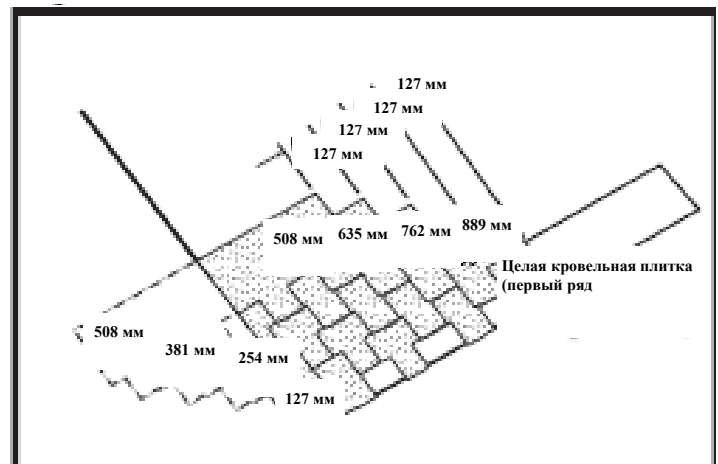 127 мм
127 мм
127 мм
127 мм
508 мм 635 мм 762 мм 889 мм
Целая кровельная плитка
(первый ряд
508 мм
381 мм
254 мм
127 мм